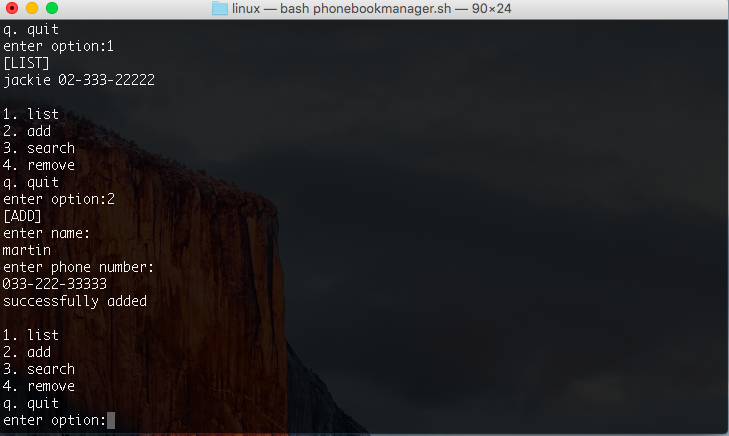 linux — bash phonebookmanager.sh — 90×24
q. quit
enter option:1
[LIST]
jackie 02-333-22222
1. list
2. add
3. search
4. remove
q. quit
enter option:2
[ADD]
enter name:
martin
enter phone number:
033-222-33333
successfully added
1. list
2. add
3. search
4. remove
q. quit
enter option: